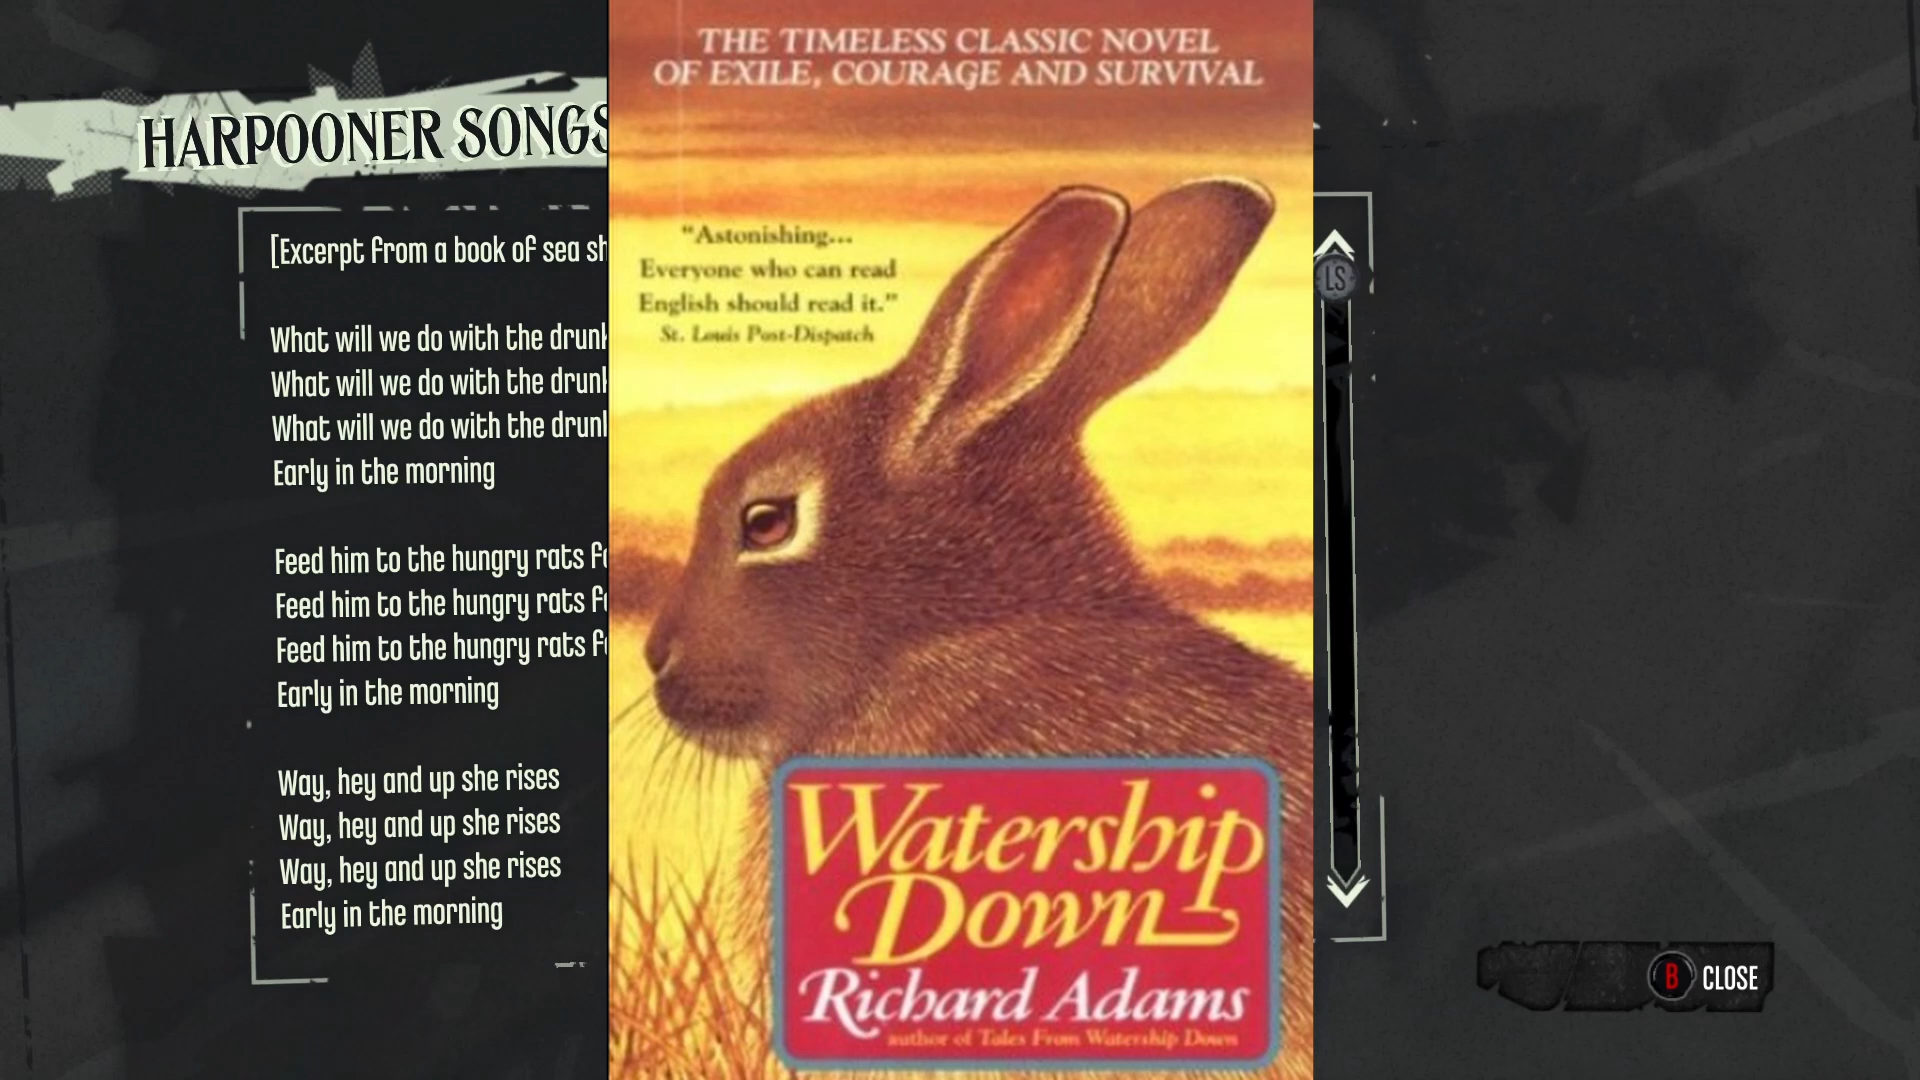 HARPOONER SONGS
[Excerpt from a book of sea sh
What will we do with the drunk
What will we do with the drunk
What will we do with the drunk
Early in the morning
Feed him to the hungry rats fo
Feed him to the hungry rats fo
Feed him to the hungry rats fo
Early in the morning
Way, hey and up she rises
Way, hey and up she rises
Way, hey and up she rises
Early in the morning
THE TIMELESS CLASSIC NOVEL
OF EXILE, COURAGE AND SURVIVAL
“Astonishing...
Everyone who can read
English should read it.”
St. Louis Post-Dispatch
Watership
Down
Richard Adams
author of Tales From Watership Down
LS
B CLOSE